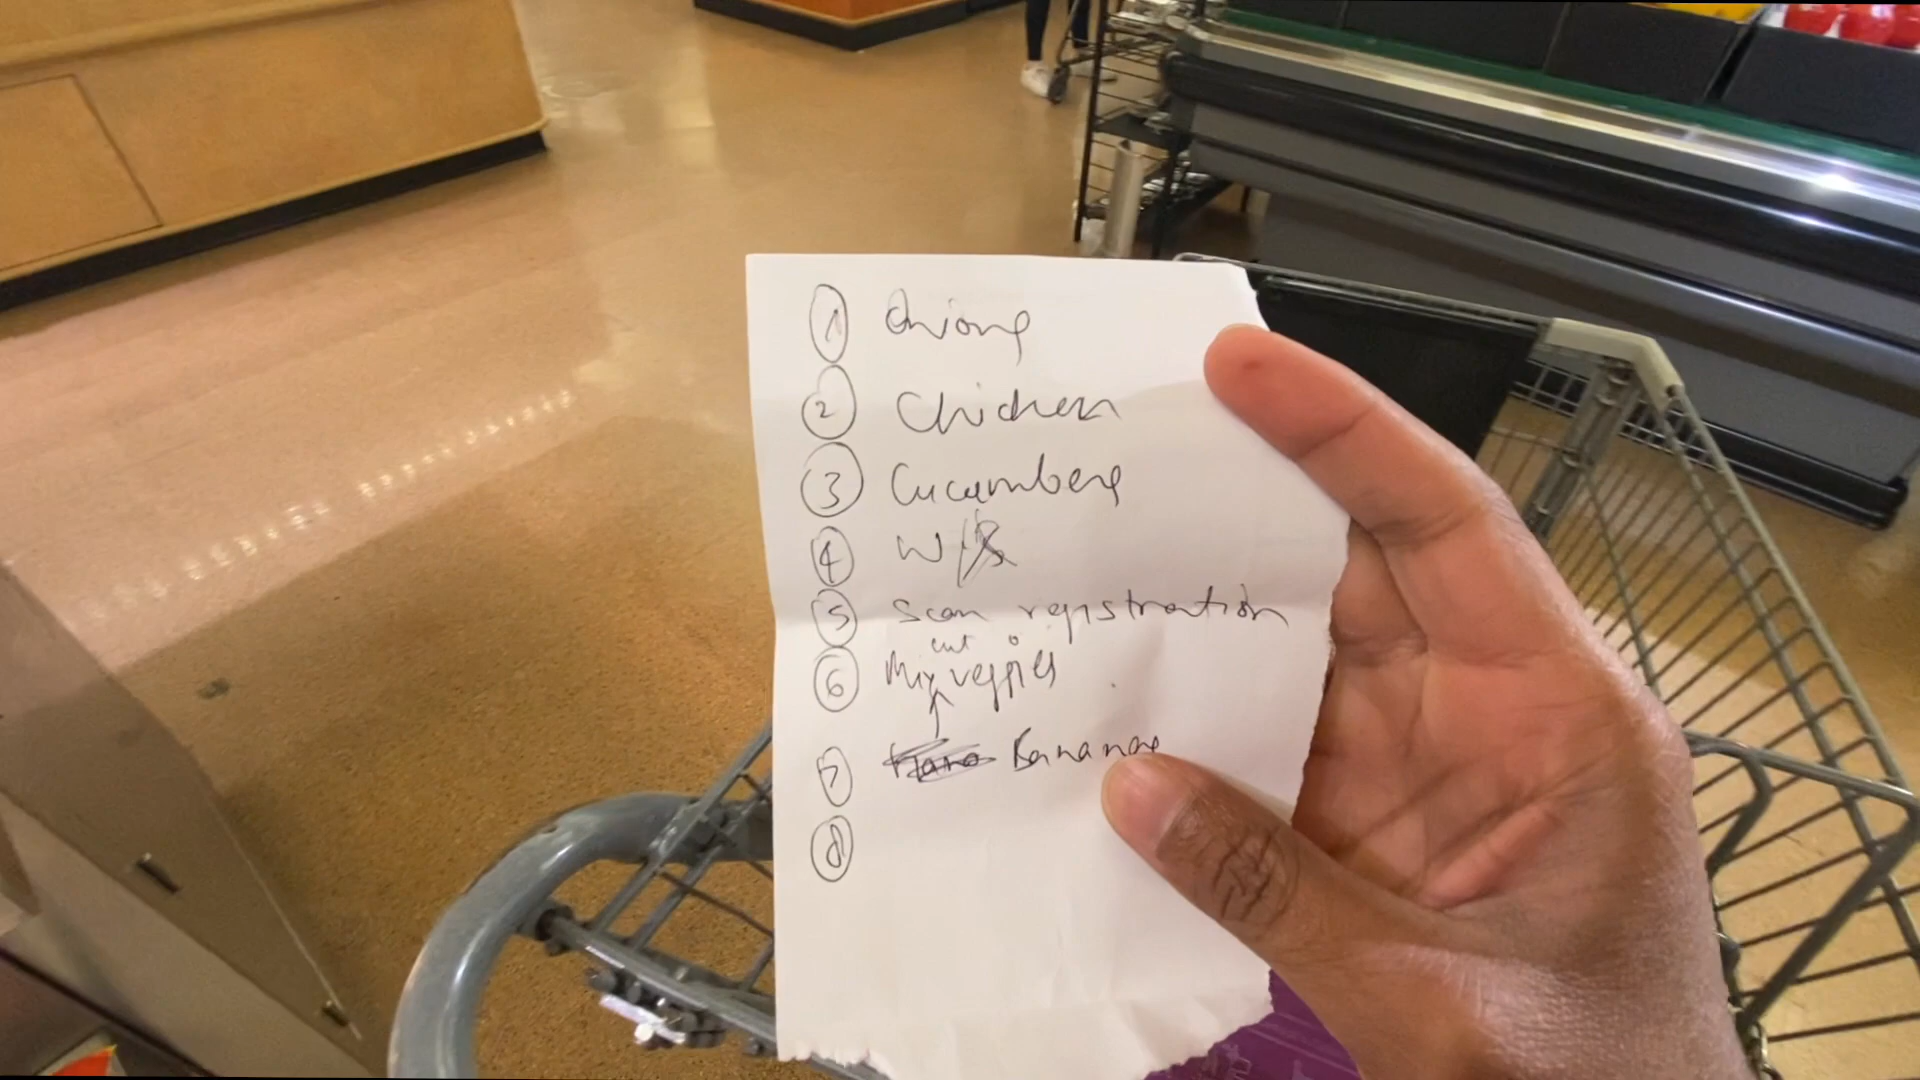 1 Onions
2 Chicken
3 Cucumbers
4 W/
5 Scan registration
cut
6 Mix veggies
7 Bananas
8